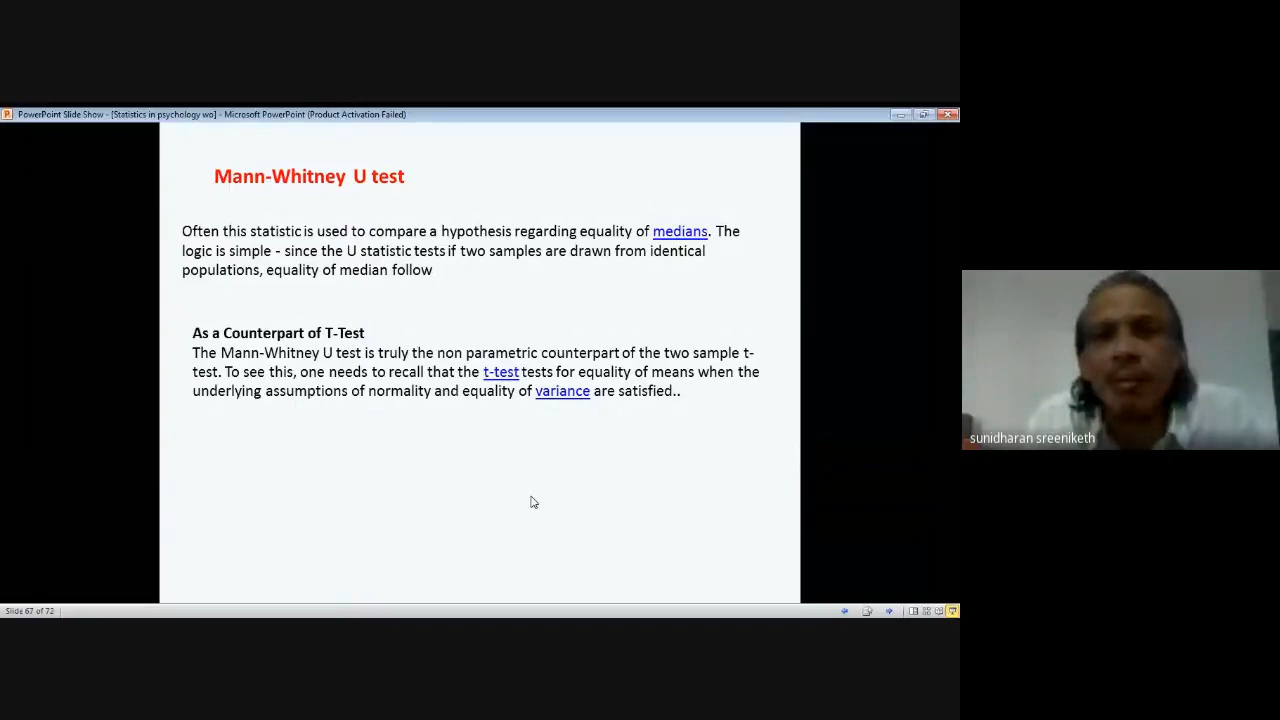 PowerPoint Slide Show - [Statistics in psychology wo] - Microsoft PowerPoint (Product Activation Failed)
Mann-Whitney U test
Often this statistic is used to compare a hypothesis regarding equality of medians. The
logic is simple - since the U statistic tests if two samples are drawn from identical
populations, equality of median follow
As a Counterpart of T-Test
The Mann-Whitney U test is truly the non parametric counterpart of the two sample t-
test. To see this, one needs to recall that the t-test tests for equality of means when the
underlying assumptions of normality and equality of variance are satisfied..
sunidharan sreeniketh
Slide 67 of 72